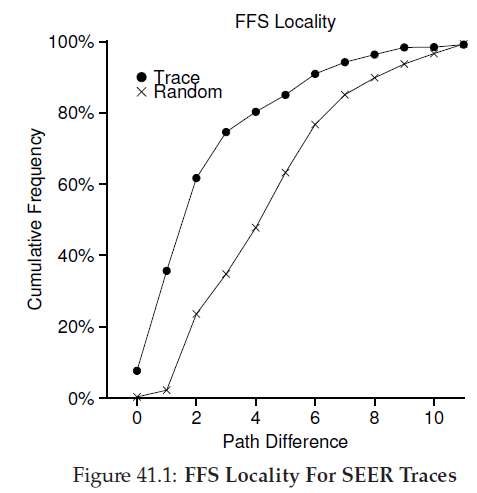 FFS Locality
100%
80%
60%
40%
20%
0%
Cumulative Frequency
Trace
Random
0 2 4 6 8 10
Path Difference
Figure 41.1: FFS Locality For SEER Traces